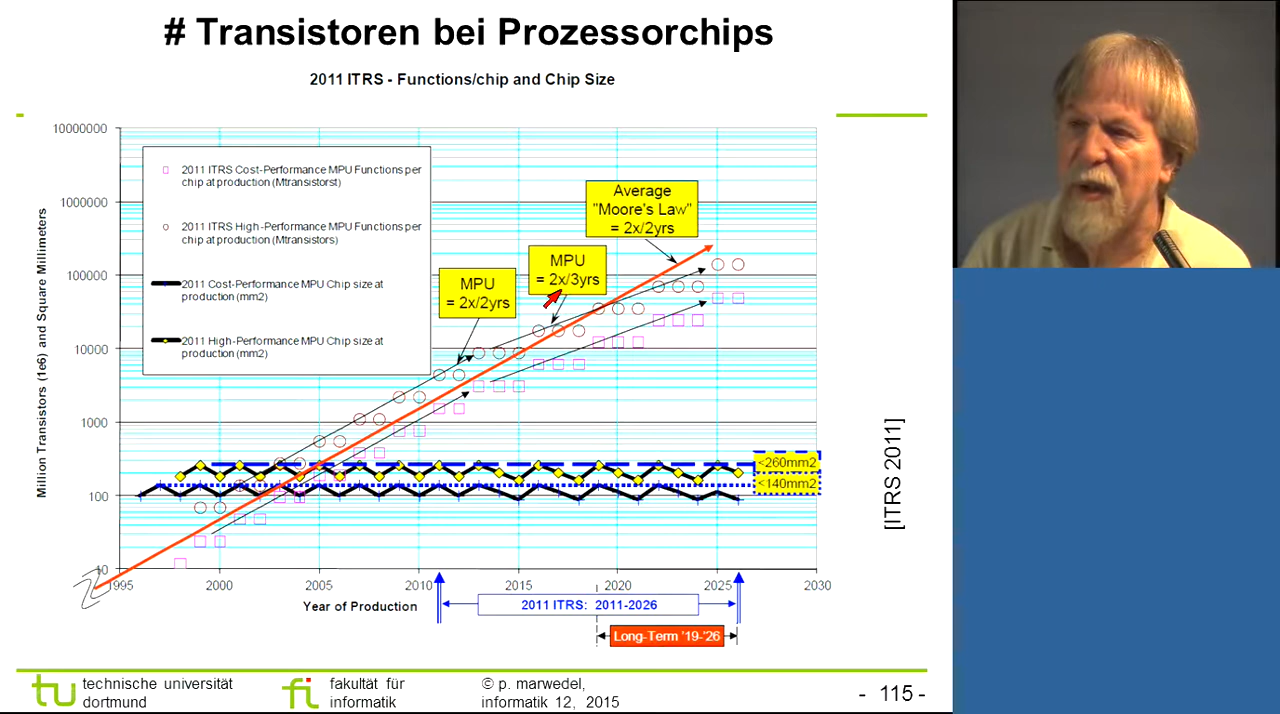 # Transistoren bei Prozessorchips
2011 ITRS - Functions/chip and Chip Size
Million Transistors (1e6) and Square Millimeters
10000000
1000000
100000
10000
1000
100
10
2011 ITRS Cost-Performance MPU Functions per
chip at production (Mtransistorst)
2011 ITRS High-Performance MPU Functions per
chip at production (Mtransistors)
2011 ITRS Cost-Performance MPU Chip size at
production (mm2)
2011 ITRS High-Performance MPU Chip size at
production (mm2)
MPU
= 2x/2yrs
MPU
= 2x/3yrs
Average
"Moore's Law"
= 2x/2yrs
<260mm2
<140mm2
[ITRS 2011]
1995 2000 2005 2010 2015 2020 2025 2030
Year of Production
2011 ITRS: 2011-2026
Long-Term '19-'26
tu technische universität
dortmund
fi fakultät für
informatik
© p. marwedel,
informatik 12, 2015
- 115 -